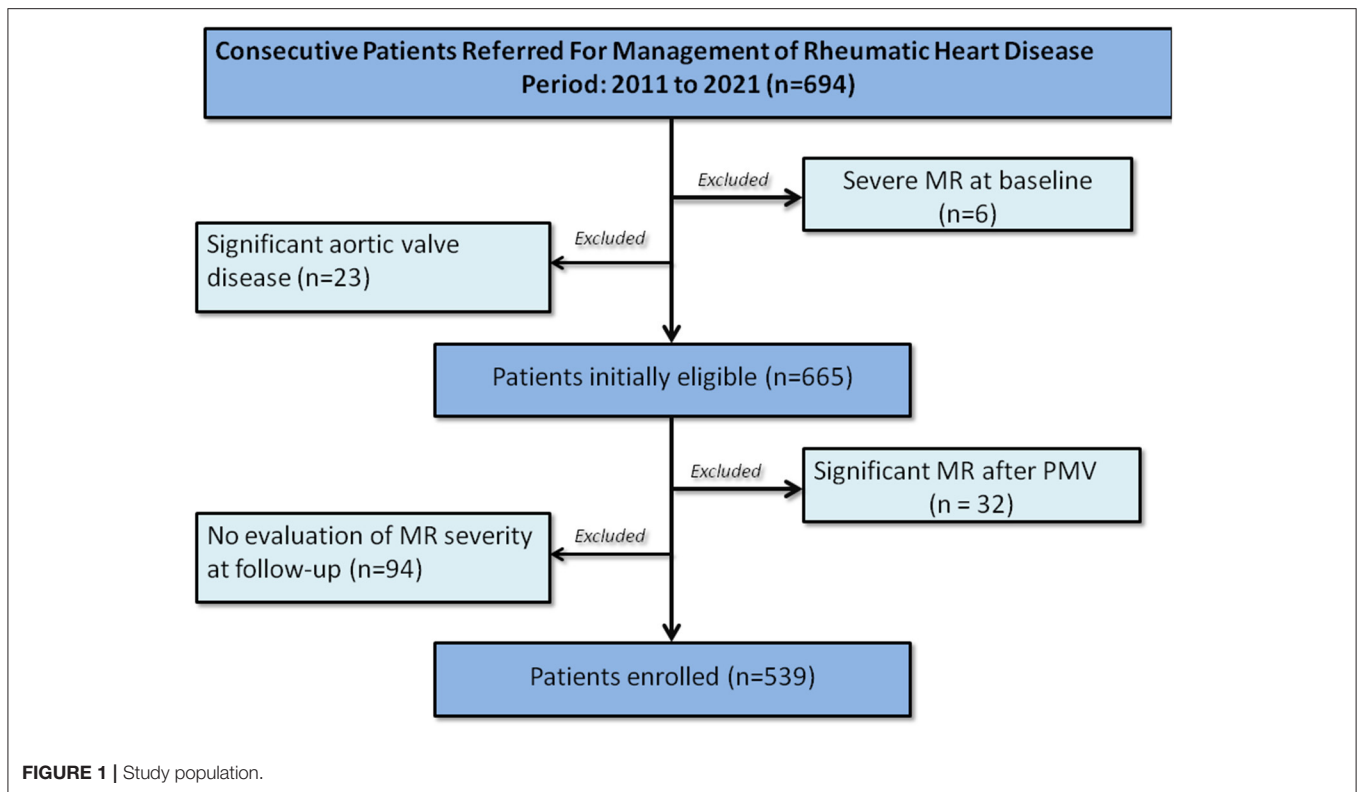 Consecutive Patients Referred For Management of Rheumatic Heart Disease
Period: 2011 to 2021 (n=694)
Excluded
Severe MR at baseline
(n=6)
Excluded
Significant aortic valve
disease (n=23)
Patients initially eligible (n=665)
Excluded
Significant MR after PMV
(n = 32)
Excluded
No evaluation of MR severity
at follow-up (n=94)
Patients enrolled (n=539)
FIGURE 1 | Study population.